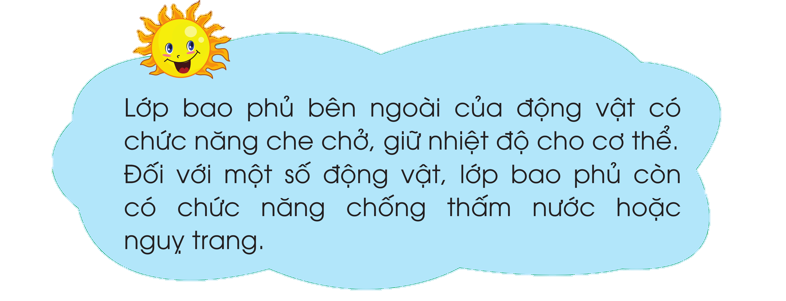 Lớp bao phủ bên ngoài của động vật có
chức năng che chở, giữ nhiệt độ cho cơ thể.
Đối với một số động vật, lớp bao phủ còn
có chức năng chống thấm nước hoặc
nguỵ trang.